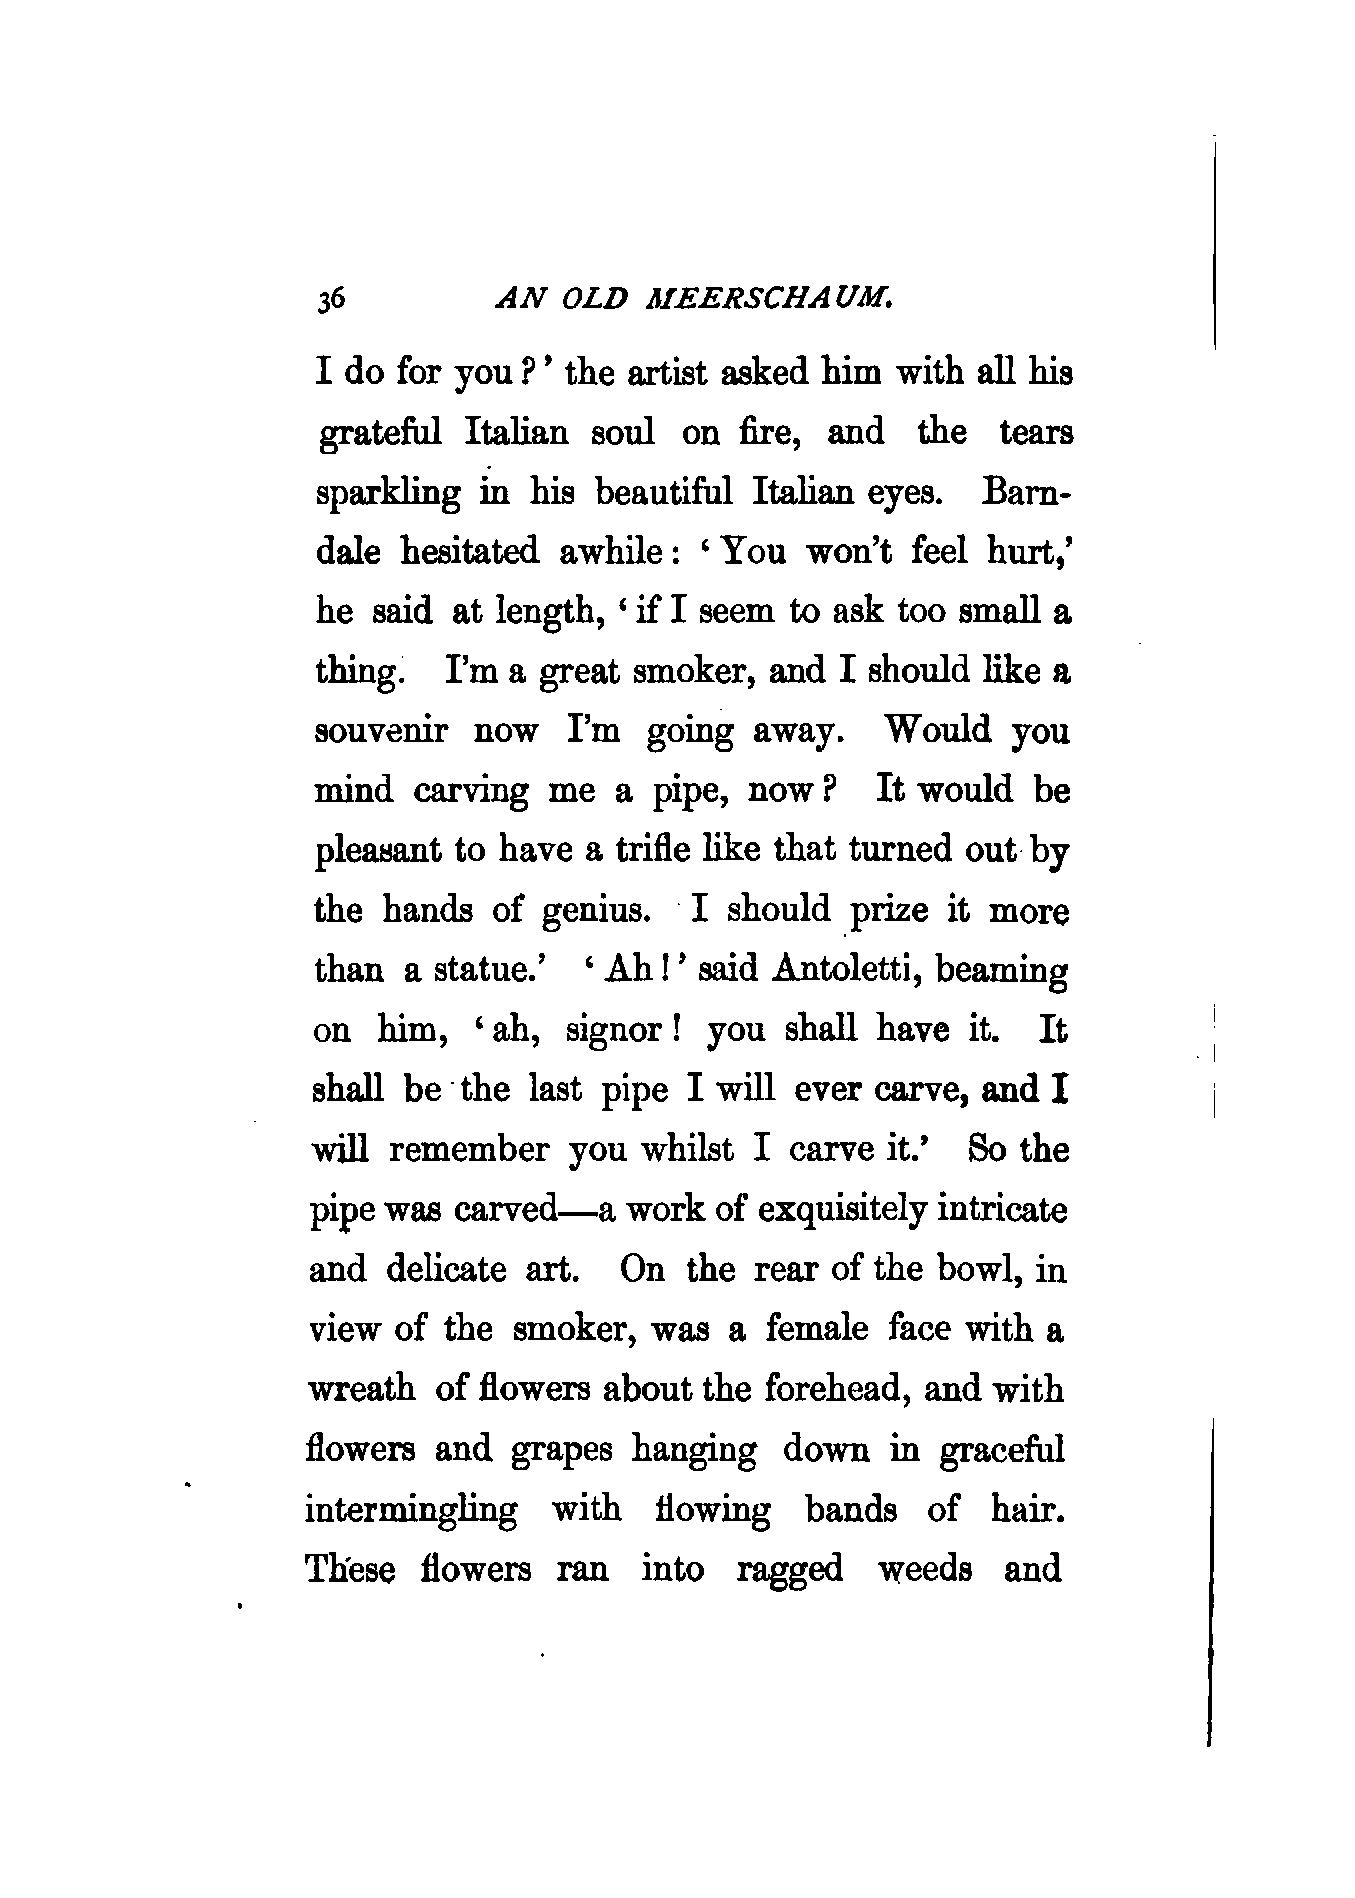 36 AN OLD MEERSCHAUM.
I do for you?' the artist asked him with all his
grateful Italian soul on fire, and the tears
sparkling in his beautiful Italian eyes. Barn-
dale hesitated awhile: 'You won't feel hurt,'
he said at length, 'if I seem to ask too small a
thing. I'm a great smoker, and I should like a
souvenir now I'm going away. Would you
mind carving me a pipe, now? It would be
pleasant to have a trifle like that turned out by
the hands of genius. I should prize it more
than a statue.' 'Ah!' said Antoletti, beaming
on him, 'ah, signor! you shall have it. It
shall be the last pipe I will ever carve, and I
will remember you whilst I carve it.' So the
pipe was carved—a work of exquisitely intricate
and delicate art. On the rear of the bowl, in
view of the smoker, was a female face with a
wreath of flowers about the forehead, and with
flowers and grapes hanging down in graceful
intermingling with flowing bands of hair.
These flowers ran into ragged weeds and